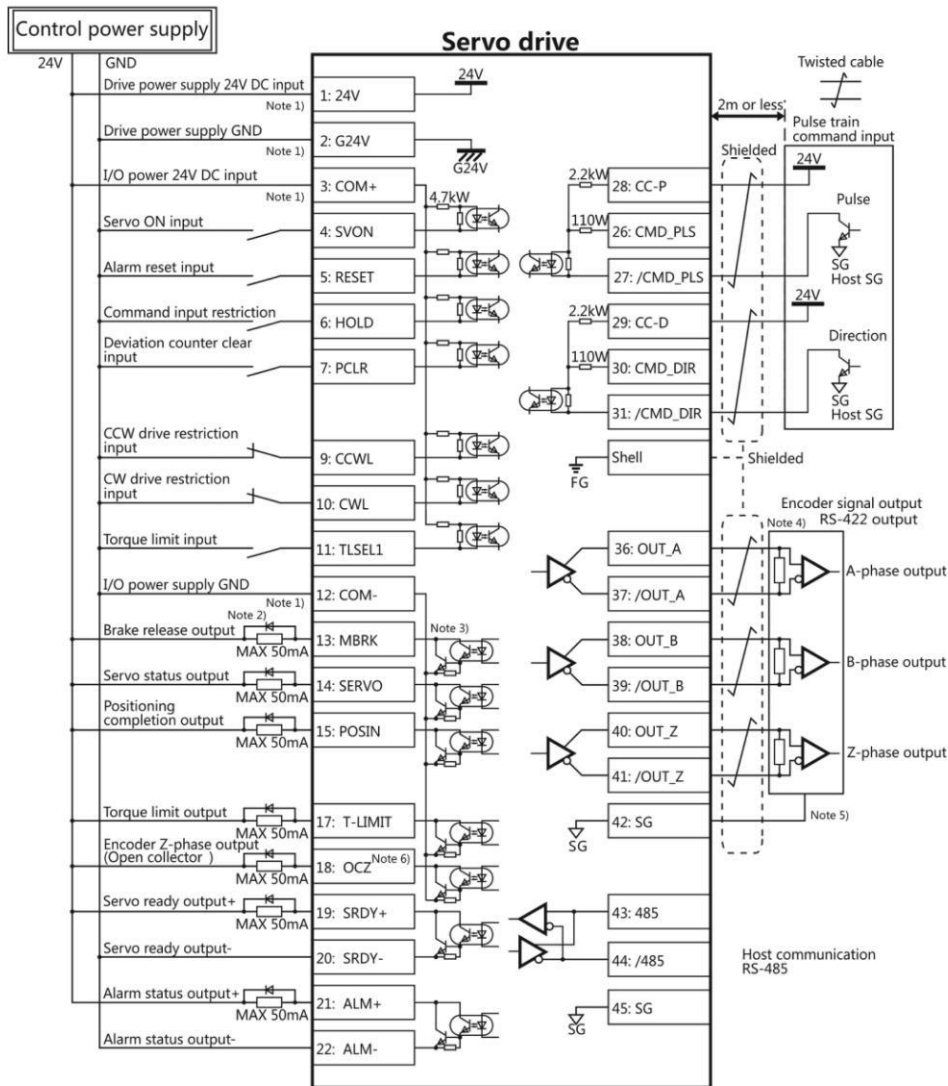 Control power supply
24V
GND
Servo drive
Drive power supply 24V DC input
Note 1)
1: 24V
24V
Drive power supply GND
Note 1)
2: G24V
G24V
I/O power 24V DC input
Note 1)
3: COM+
4.7kW
Servo ON input
4: SVON
Alarm reset input
5: RESET
Command input restriction
6: HOLD
Deviation counter clear
input
7: PCLR
CCW drive restriction
input
9: CCWL
CW drive restriction
input
10: CWL
Torque limit input
11: TLSEL1
I/O power supply GND
Note 1)
12: COM-
Note 2)
Brake release output
MAX 50mA
13: MBRK
Note 3)
Servo status output
MAX 50mA
14: SERVO
Positioning
completion output
MAX 50mA
15: POSIN
Torque limit output
MAX 50mA
17: T-LIMIT
Encoder Z-phase output
(Open collector )
MAX 50mA
18: OCZ Note 6)
Servo ready output+
MAX 50mA
19: SRDY+
Servo ready output-
20: SRDY-
Alarm status output+
MAX 50mA
21: ALM+
Alarm status output-
22: ALM-
Twisted cable
2m or less
Pulse train
command input
Shielded
2.2kW
28: CC-P
24V
110W
26: CMD_PLS
Pulse
27: /CMD_PLS
SG
Host SG
2.2kW
29: CC-D
24V
110W
30: CMD_DIR
Direction
31: /CMD_DIR
SG
Host SG
FG
Shell
Shielded
Encoder signal output
RS-422 output
Note 4)
36: OUT_A
37: /OUT_A
A-phase output
38: OUT_B
39: /OUT_B
B-phase output
40: OUT_Z
41: /OUT_Z
Z-phase output
SG
42: SG
Note 5)
43: 485
44: /485
Host communication
RS-485
SG
45: SG